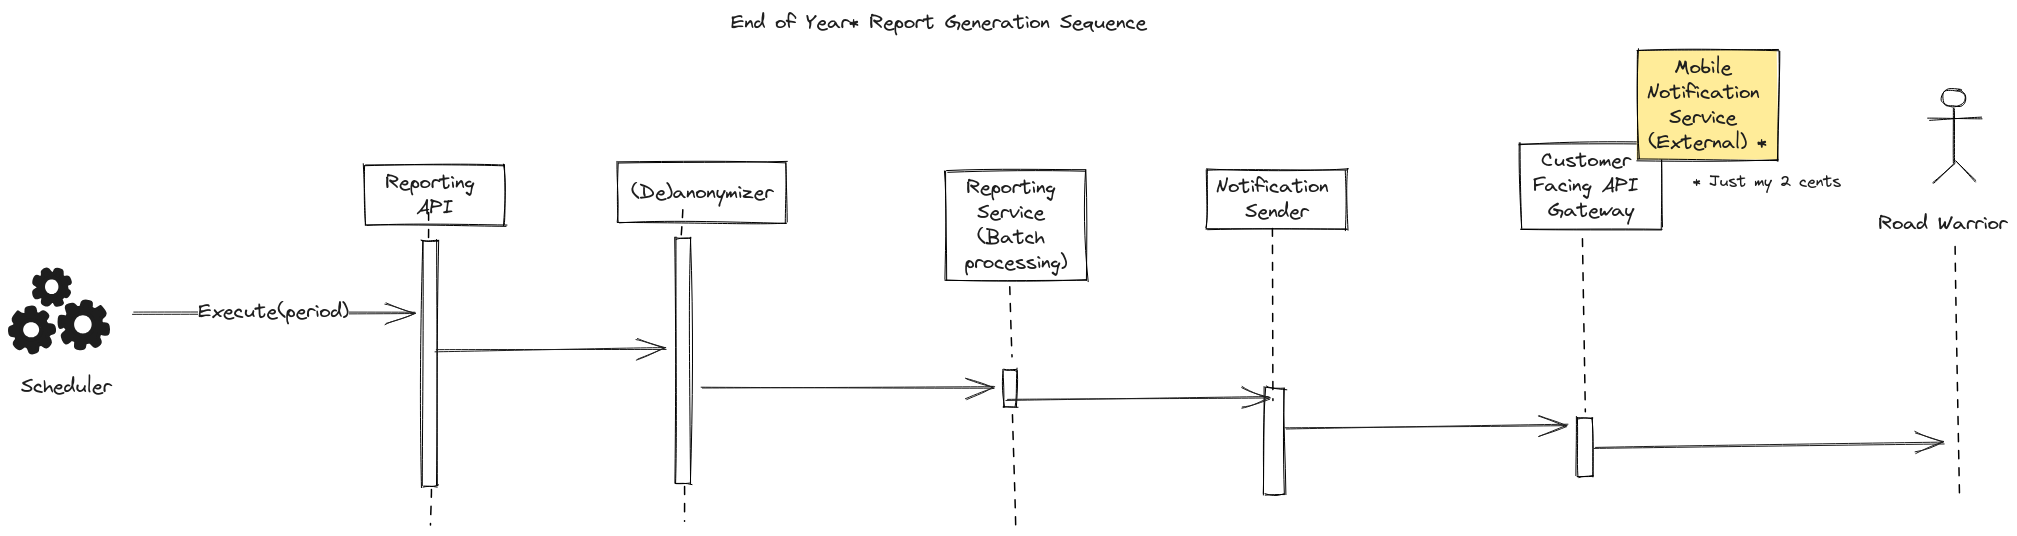 End of Year* Report Generation Sequence
Mobile
Notification
Service
(External) *
* Just my 2 cents
Reporting
API
(De)anonymizer
Reporting
Service
(Batch
processing)
Notification
Sender
Customer
Facing API
Gateway
Road Warrior
Execute(period)
Scheduler